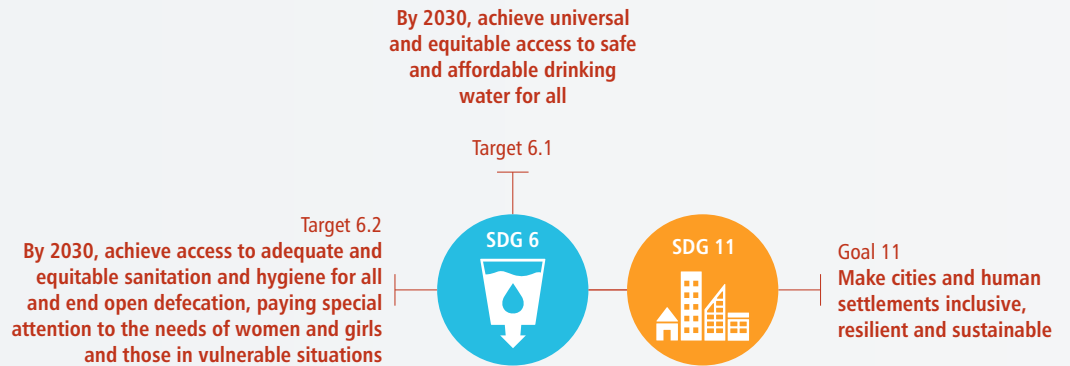 By 2030, achieve universal
and equitable access to safe
and affordable drinking
water for all
Target 6.1
Target 6.2
By 2030, achieve access to adequate and
equitable sanitation and hygiene for all
and end open defecation, paying special
attention to the needs of women and girls
and those in vulnerable situations
SDG 6
SDG 11
Goal 11
Make cities and human
settlements inclusive,
resilient and sustainable